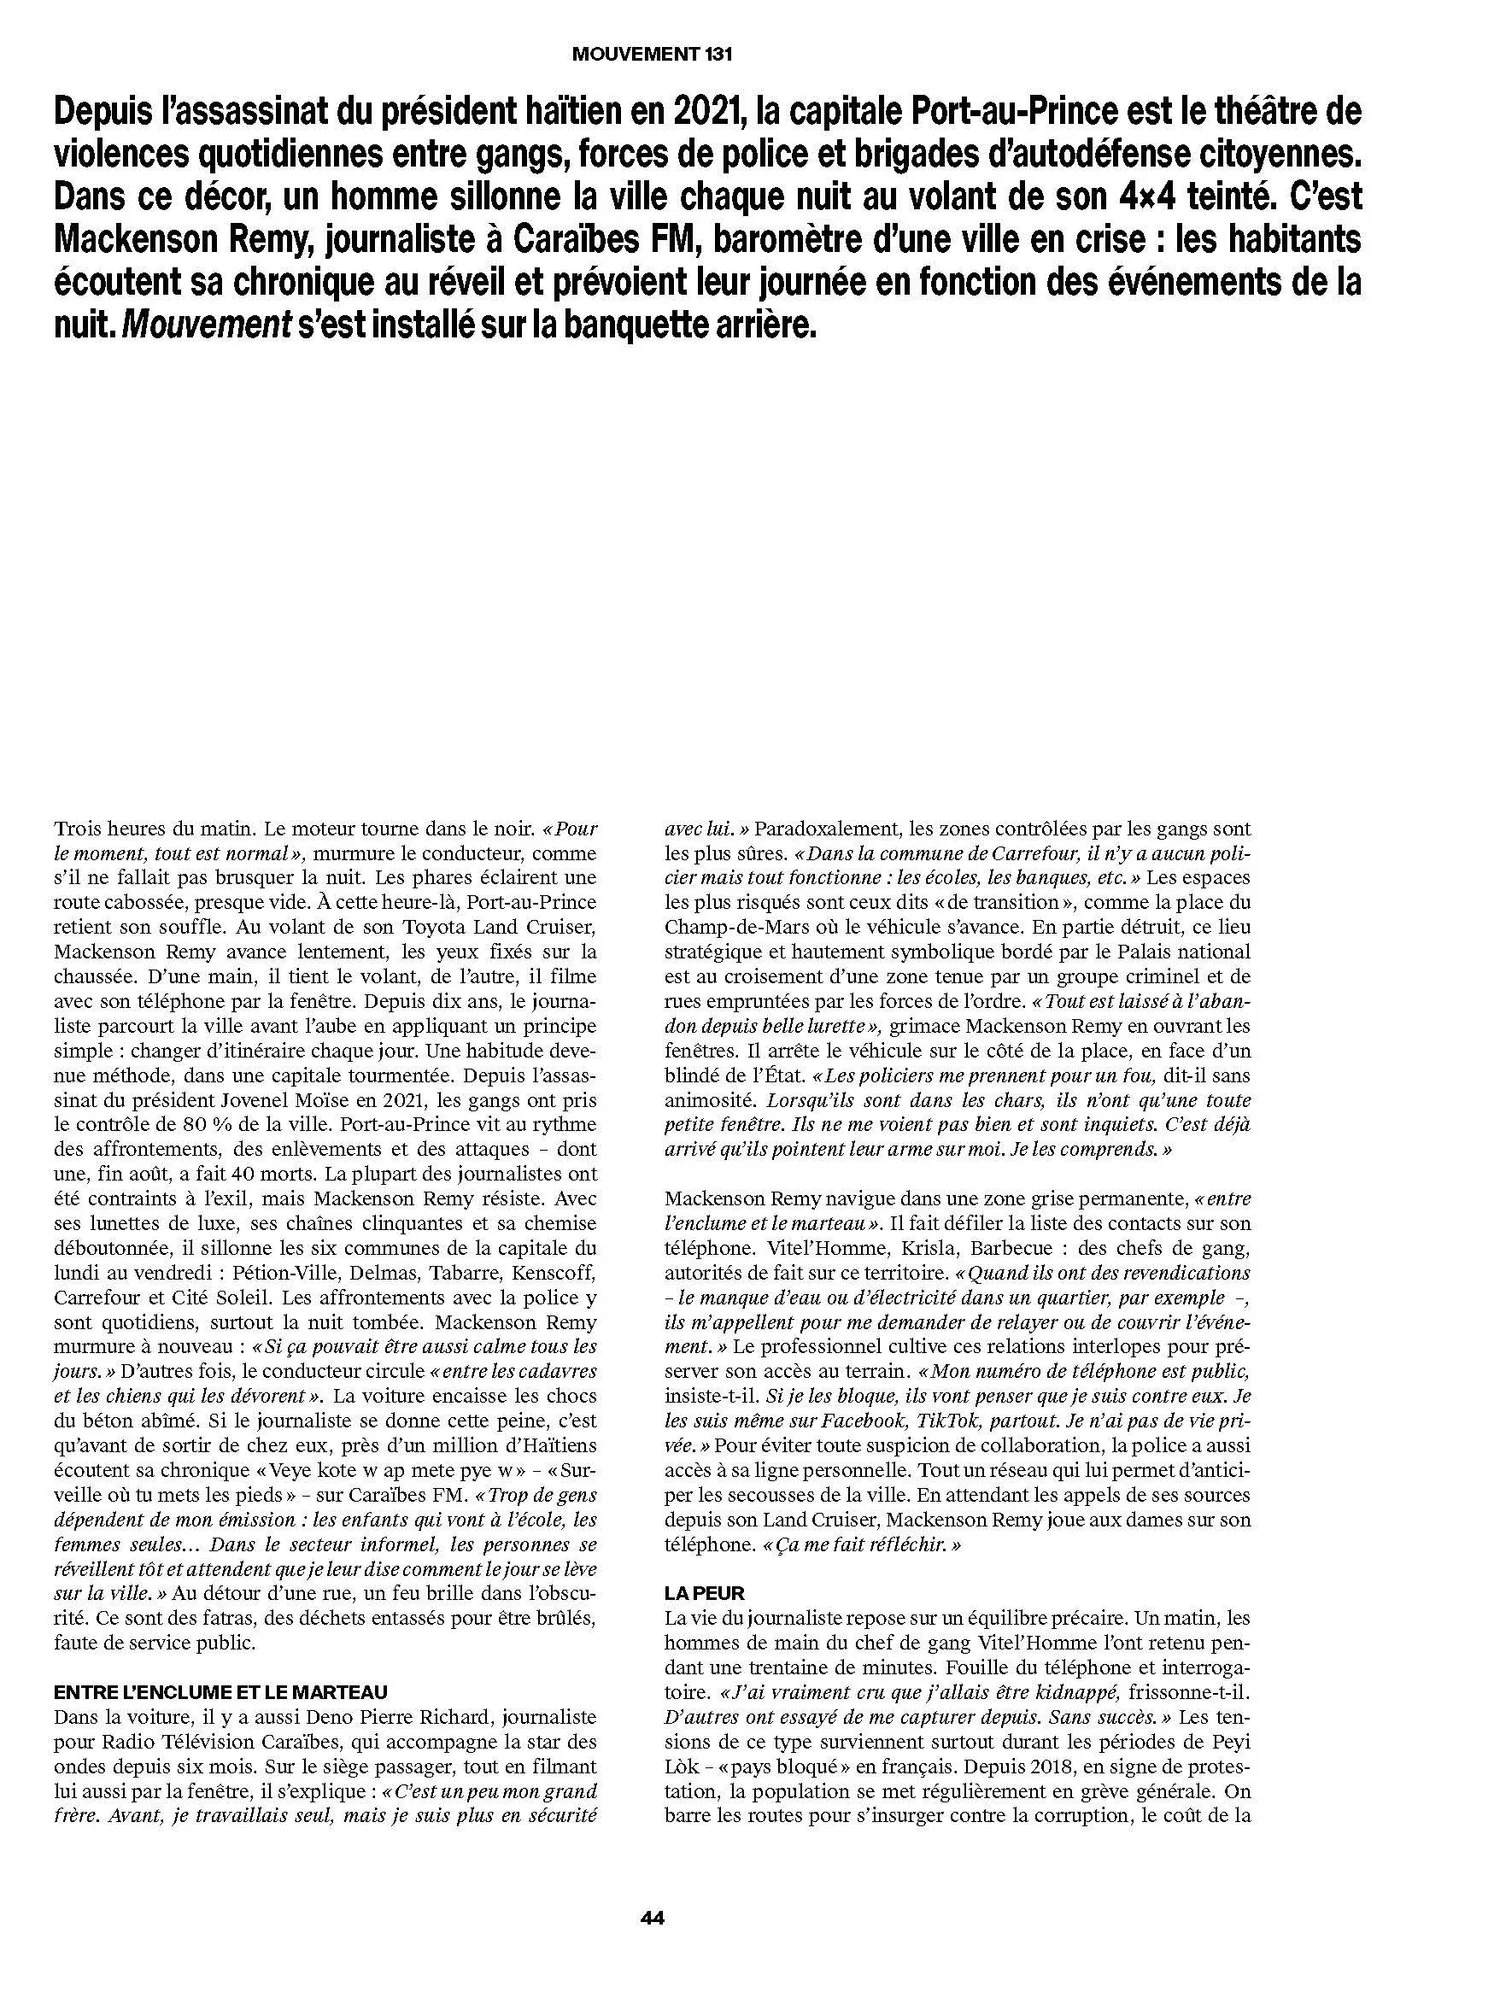 MOUVEMENT 131
Depuis l'assassinat du président haïtien en 2021, la capitale Port-au-Prince est le théâtre de
violences quotidiennes entre gangs, forces de police et brigades d'autodéfense citoyennes.
Dans ce décor, un homme sillonne la ville chaque nuit au volant de son 4×4 teinté. C'est
Mackenson Remy, journaliste à Caraïbes FM, baromètre d'une ville en crise : les habitants
écoutent sa chronique au réveil et prévoient leur journée en fonction des événements de la
nuit. Mouvement s'est installé sur la banquette arrière.
Trois heures du matin. Le moteur tourne dans le noir. «Pour
le moment, tout est normal», murmure le conducteur, comme
s'il ne fallait pas brusquer la nuit. Les phares éclairent une
route cabossée, presque vide. À cette heure-là, Port-au-Prince
retient son souffle. Au volant de son Toyota Land Cruiser,
Mackenson Remy avance lentement, les yeux fixés sur la
chaussée. D'une main, il tient le volant, de l'autre, il filme
avec son téléphone par la fenêtre. Depuis dix ans, le journa-
liste parcourt la ville avant l'aube en appliquant un principe
simple : changer d'itinéraire chaque jour. Une habitude deve-
nue méthode, dans une capitale tourmentée. Depuis l'assas-
sinat du président Jovenel Moïse en 2021, les gangs ont pris
le contrôle de 80 % de la ville. Port-au-Prince vit au rythme
des affrontements, des enlèvements et des attaques – dont
une, fin août, a fait 40 morts. La plupart des journalistes ont
été contraints à l'exil, mais Mackenson Remy résiste. Avec
ses lunettes de luxe, ses chaînes clinquantes et sa chemise
déboutonnée, il sillonne les six communes de la capitale du
lundi au vendredi : Pétion-Ville, Delmas, Tabarre, Kenscoff,
Carrefour et Cité Soleil. Les affrontements avec la police y
sont quotidiens, surtout la nuit tombée. Mackenson Remy
murmure à nouveau : «Si ça pouvait être aussi calme tous les
jours.» D'autres fois, le conducteur circule «entre les cadavres
et les chiens qui les dévorent». La voiture encaisse les chocs
du béton abîmé. Si le journaliste se donne cette peine, c'est
qu'avant de sortir de chez eux, près d'un million d'Haïtiens
écoutent sa chronique «Veye kote w ap mete pye w» – «Sur-
veille où tu mets les pieds» – sur Caraïbes FM. «Trop de gens
dépendent de mon émission : les enfants qui vont à l'école, les
femmes seules… Dans le secteur informel, les personnes se
réveillent tôt et attendent que je leur dise comment le jour se lève
sur la ville.» Au détour d'une rue, un feu brille dans l'obscu-
rité. Ce sont des fatras, des déchets entassés pour être brûlés,
faute de service public.
ENTRE L'ENCLUME ET LE MARTEAU
Dans la voiture, il y a aussi Deno Pierre Richard, journaliste
pour Radio Télévision Caraïbes, qui accompagne la star des
ondes depuis six mois. Sur le siège passager, tout en filmant
lui aussi par la fenêtre, il s'explique : «C'est un peu mon grand
frère. Avant, je travaillais seul, mais je suis plus en sécurité
avec lui.» Paradoxalement, les zones contrôlées par les gangs sont
les plus sûres. «Dans la commune de Carrefour, il n'y a aucun poli-
cier mais tout fonctionne : les écoles, les banques, etc.» Les espaces
les plus risqués sont ceux dits «de transition», comme la place du
Champ-de-Mars où le véhicule s'avance. En partie détruit, ce lieu
stratégique et hautement symbolique bordé par le Palais national
est au croisement d'une zone tenue par un groupe criminel et de
rues empruntées par les forces de l'ordre. «Tout est laissé à l'aban-
don depuis belle lurette», grimace Mackenson Remy en ouvrant les
fenêtres. Il arrête le véhicule sur le côté de la place, en face d'un
blindé de l'État. «Les policiers me prennent pour un fou, dit-il sans
animosité. Lorsqu'ils sont dans les chars, ils n'ont qu'une toute
petite fenêtre. Ils ne me voient pas bien et sont inquiets. C'est déjà
arrivé qu'ils pointent leur arme sur moi. Je les comprends.»
Mackenson Remy navigue dans une zone grise permanente, «entre
l'enclume et le marteau». Il fait défiler la liste des contacts sur son
téléphone. Vitel'Homme, Krisla, Barbecue : des chefs de gang,
autorités de fait sur ce territoire. «Quand ils ont des revendications
– le manque d'eau ou d'électricité dans un quartier, par exemple –,
ils m'appellent pour me demander de relayer ou de couvrir l'événe-
ment.» Le professionnel cultive ces relations interlopes pour pré-
server son accès au terrain. «Mon numéro de téléphone est public,
insiste-t-il. Si je les bloque, ils vont penser que je suis contre eux. Je
les suis même sur Facebook, TikTok, partout. Je n'ai pas de vie pri-
vée.» Pour éviter toute suspicion de collaboration, la police a aussi
accès à sa ligne personnelle. Tout un réseau qui lui permet d'antici-
per les secousses de la ville. En attendant les appels de ses sources
depuis son Land Cruiser, Mackenson Remy joue aux dames sur son
téléphone. «Ça me fait réfléchir.»
LA PEUR
La vie du journaliste repose sur un équilibre précaire. Un matin, les
hommes de main du chef de gang Vitel'Homme l'ont retenu pen-
dant une trentaine de minutes. Fouille du téléphone et interroga-
toire. «J'ai vraiment cru que j'allais être kidnappé, frissonne-t-il.
D'autres ont essayé de me capturer depuis. Sans succès.» Les ten-
sions de ce type surviennent surtout durant les périodes de Peyi
Lòk – «pays bloqué» en français. Depuis 2018, en signe de protes-
tation, la population se met régulièrement en grève générale. On
barre les routes pour s'insurger contre la corruption, le coût de la
44